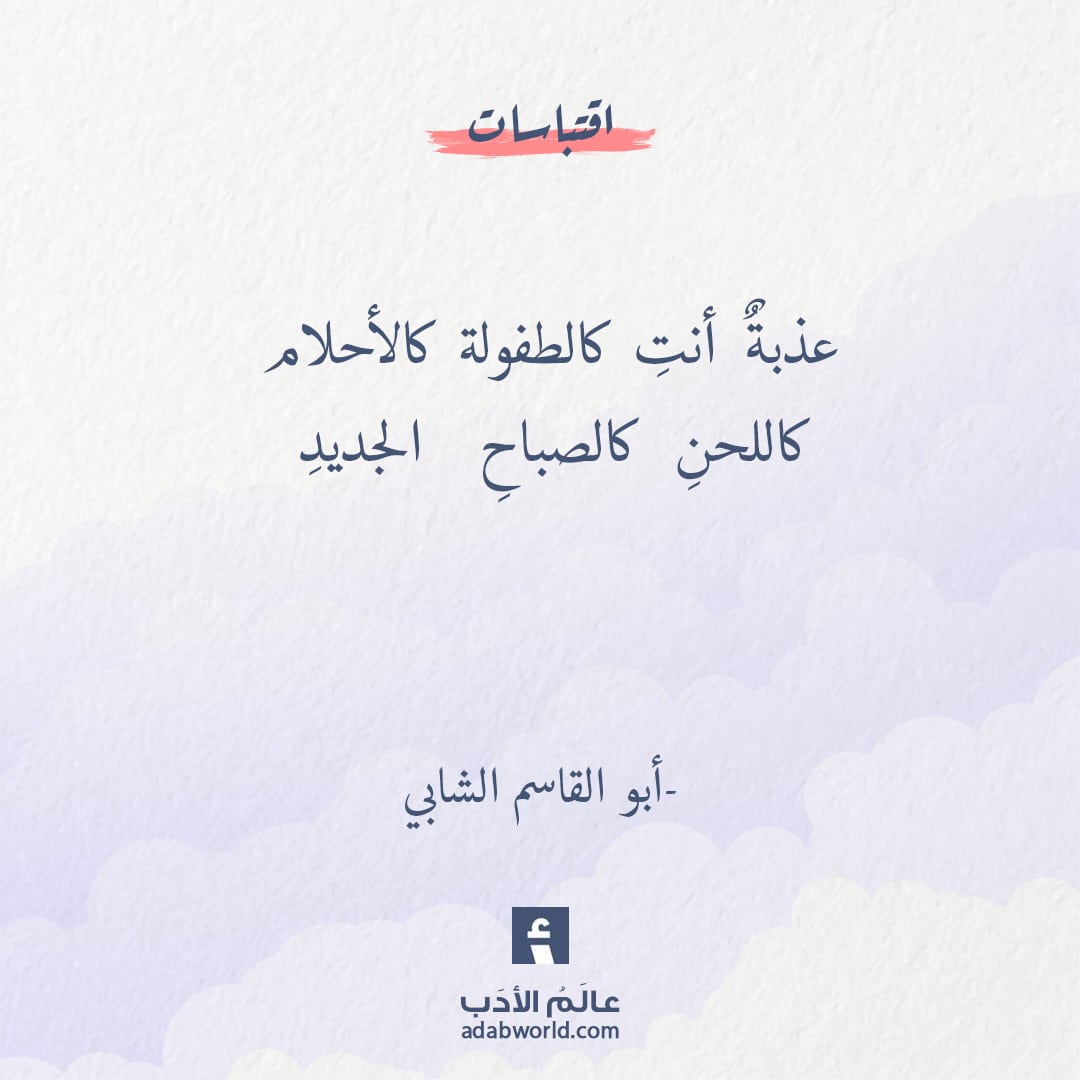 اقتباسات
عذبةٌ أنتِ كالطفولة كالأحلام
كاللحنِ كالصباحِ الجديدِ
-أبو القاسم الشابي
أ
عالَمُ الأدَب
adabworld.com